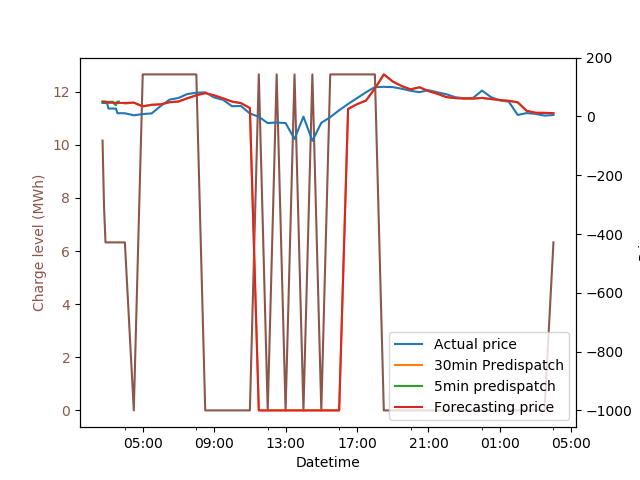 200
12
0
10
−200
8
−400
6
−600
4
−800
2
−1000
0
Charge level (MWh)
Actual price
30min Predispatch
5min predispatch
Forecasting price
05:00 09:00 13:00 17:00 21:00 01:00 05:00
Datetime